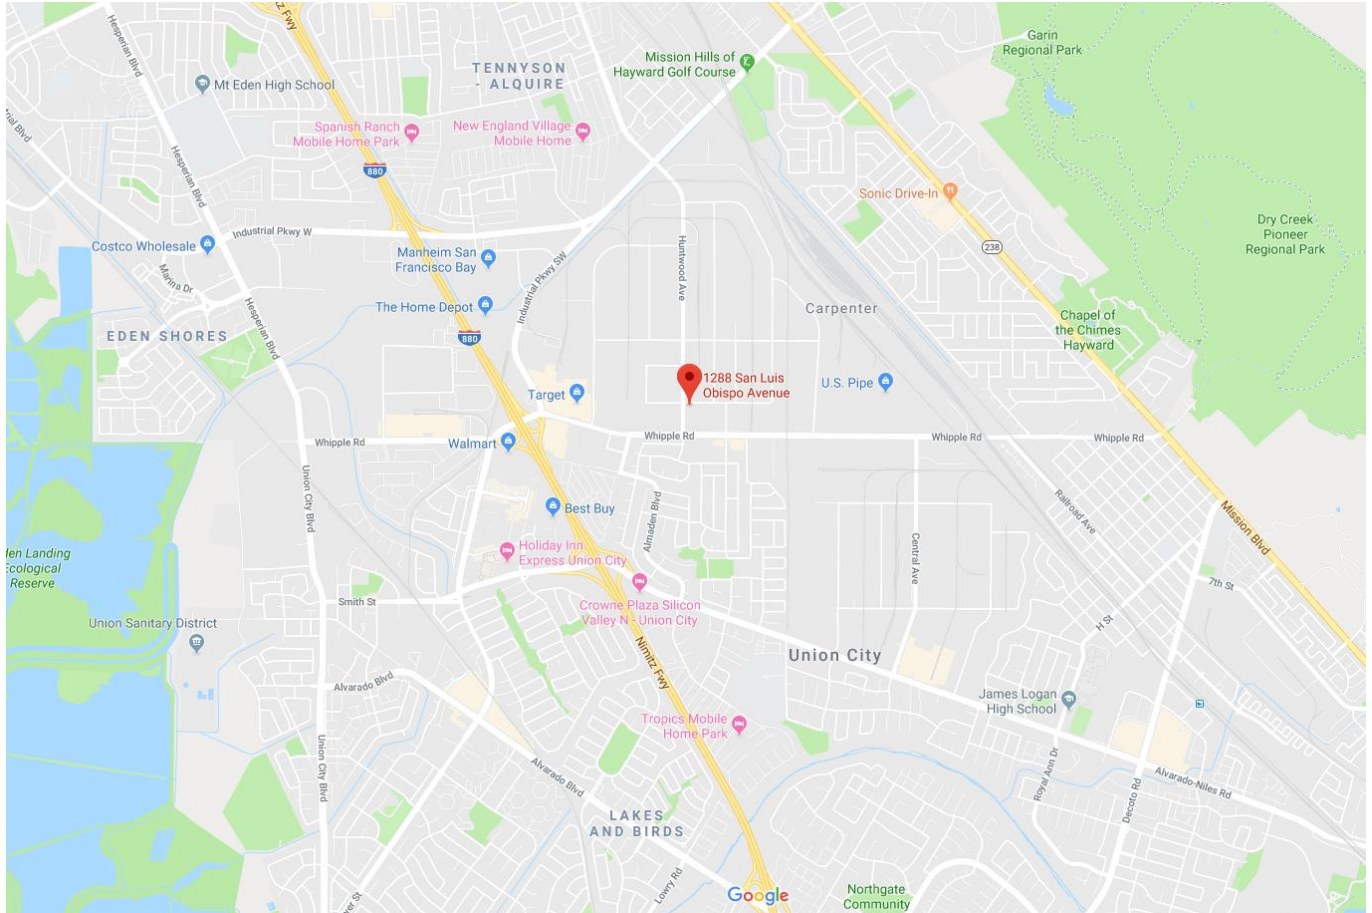 Fwy
Hesperian Blvd
Garin
Regional Park
Mission Hills of
Hayward Golf Course
TENNYSON
- ALQUIRE
Mt Eden High School
Spanish Ranch
Mobile Home Park
New England Village
Mobile Home
880
Hesperian Blvd
Sonic Drive-In
Dry Creek
Pioneer
Regional Park
238
Costco Wholesale
Industrial Pkwy W
Manheim San
Francisco Bay
Industrial Pkwy SW
Huntwood Ave
Marina Dr
The Home Depot
Hesperian Blvd
Carpenter
Chapel of
the Chimes
Hayward
EDEN SHORES
880
1288 San Luis
Obispo Avenue
U.S. Pipe
Target
Whipple Rd
Walmart
Whipple Rd
Whipple Rd
Whipple Rd
Union City Blvd
Best Buy
Almaden Blvd
Railroad Ave
Mission Blvd
Central Ave
Holiday Inn
Express Union City
Ecological
Reserve
7th St
Smith St
Crowne Plaza Silicon
Valley N - Union City
H St
Union Sanitary District
Nimitz Fwy
Union City
Alvarado Blvd
James Logan
High School
Tropics Mobile
Home Park
Union City Blvd
Alvarado Blvd
Royal Ann Dr
Decoto Rd
Alvarado-Niles Rd
LAKES
AND BIRDS
Lowry Rd
Google
Northgate
Community